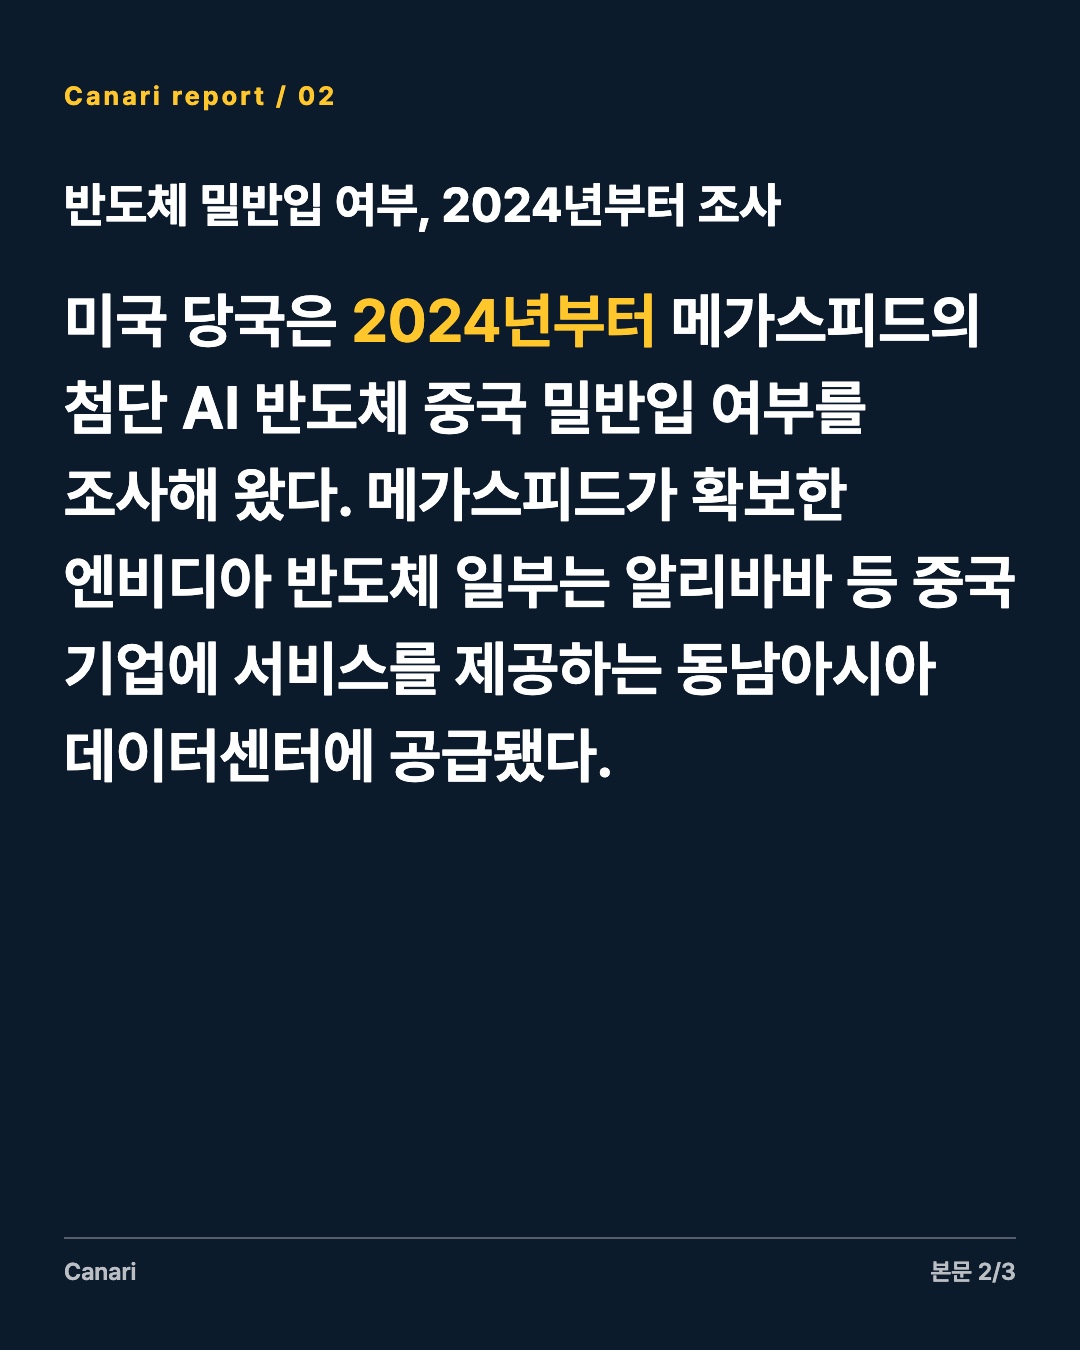 Canari report / 02
반도체 밀반입 여부, 2024년부터 조사
미국 당국은 2024년부터 메가스피드의
첨단 AI 반도체 중국 밀반입 여부를
조사해 왔다. 메가스피드가 확보한
엔비디아 반도체 일부는 알리바바 등 중국
기업에 서비스를 제공하는 동남아시아
데이터센터에 공급됐다.
Canari
본문 2/3